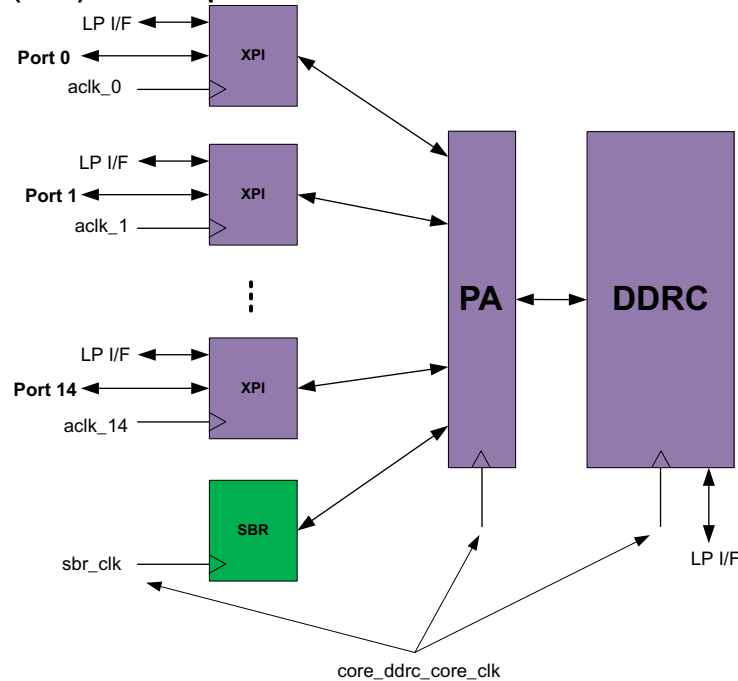 LP I/F
XPI
Port 0
aclk_0
LP I/F
XPI
Port 1
aclk_1
PA
DDRC
LP I/F
XPI
Port 14
aclk_14
SBR
sbr_clk
LP I/F
core_ddrc_core_clk